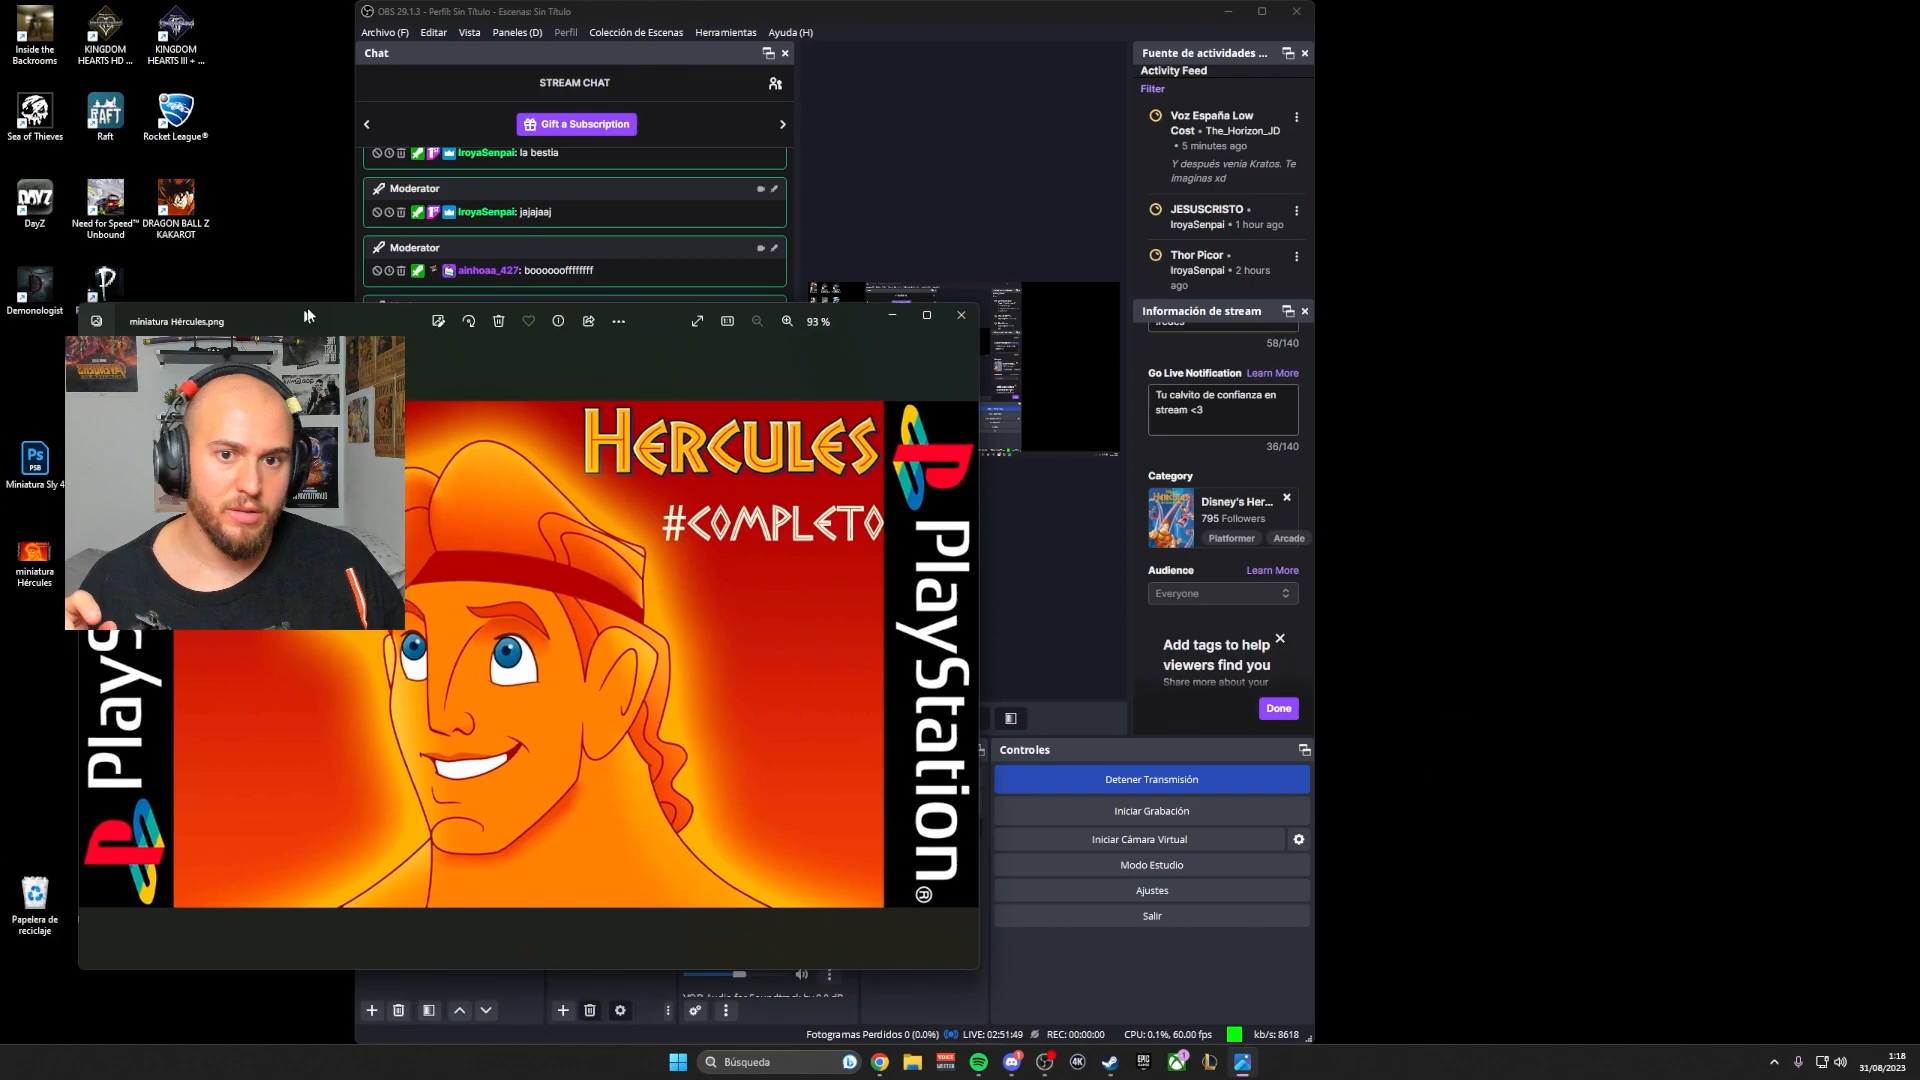 Inside the
Backrooms
KINGDOM
HEARTS HD ...
KINGDOM
HEARTS III + ...
Sea of Thieves
RAFT
Raft
Rocket League®
DAYZ
DayZ
Need for Speed™
Unbound
DRAGON BALL Z
KAKAROT
Demonologist
Ps
PSB
Miniatura Sly 4
miniatura
Hércules
Papelera de
reciclaje
OBS 29.1.3 - Perfil: Sin Título - Escenas: Sin Título
Archivo (F) Editar Vista Paneles (D) Perfil Colección de Escenas Herramientas Ayuda (H)
Chat
STREAM CHAT
Gift a Subscription
IroyaSenpai: la bestia
Moderator
IroyaSenpai: jajajaaj
Moderator
ainhoaa_427: boooooofffffffff
miniatura Hércules.png
93 %
HERCULES
#COMPLETO
PlayStation®
PlayS
Fuente de actividades ...
Activity Feed
Filter
Voz España Low
Cost • The_Horizon_JD
• 5 minutes ago
Y después venia Kratos. Te
imaginas xd
JESUSCRISTO •
IroyaSenpai • 1 hour ago
Thor Picor •
IroyaSenpai • 2 hours
ago
Información de stream
58/140
Go Live Notification Learn More
Tu calvito de confianza en
stream <3
36/140
Category
Disney's Her...
795 Followers
Platformer Arcade
Audience Learn More
Everyone
Add tags to help
viewers find you
Share more about your
Done
Controles
Detener Transmisión
Iniciar Grabación
Iniciar Cámara Virtual
Modo Estudio
Ajustes
Salir
Fotogramas Perdidos 0 (0.0%) LIVE: 02:51:49 REC: 00:00:00 CPU: 0.1%, 60.00 fps kb/s: 8618
Búsqueda
4K
1:18
31/08/2023